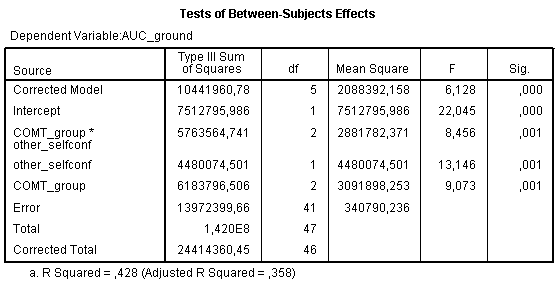 Tests of Between-Subjects Effects
Dependent Variable:AUC_ground
Source Type III Sum of Squares df Mean Square F Sig.
Corrected Model 10441960,78 5 2088392,158 6,128 ,000
Intercept 7512795,986 1 7512795,986 22,045 ,000
COMT_group * 5763564,741 2 2881782,371 8,456 ,001
other_selfconf
other_selfconf 4480074,501 1 4480074,501 13,146 ,001
COMT_group 6183796,506 2 3091898,253 9,073 ,001
Error 13972399,66 41 340790,236
Total 1,420E8 47
Corrected Total 24414360,45 46
a. R Squared = ,428 (Adjusted R Squared = ,358)